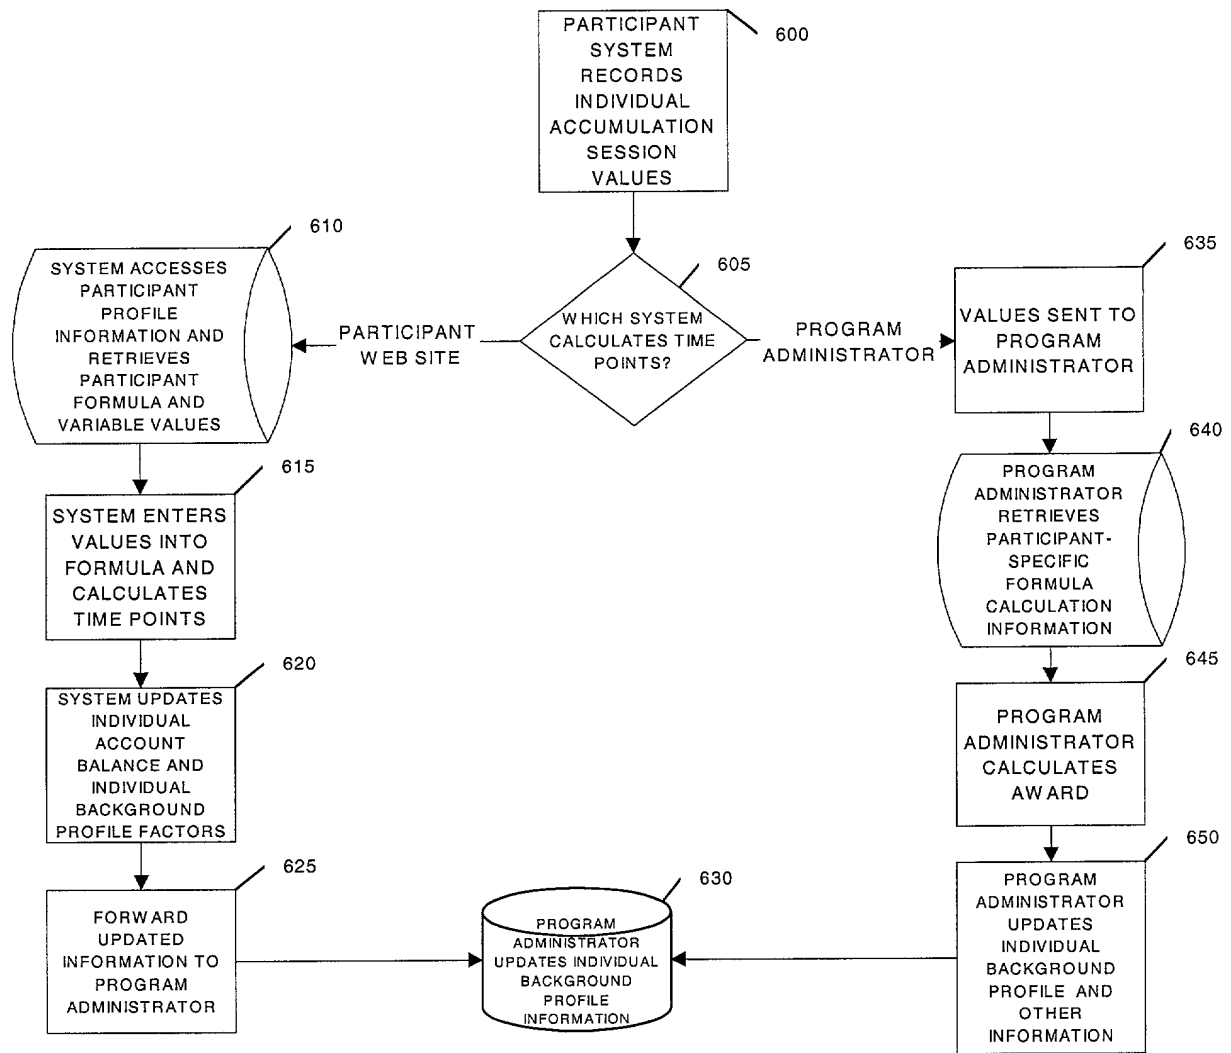 PARTICIPANT
SYSTEM
RECORDS
INDIVIDUAL
ACCUMULATION
SESSION
VALUES
600
WHICH SYSTEM
CALCULATES TIME
POINTS?
605
PARTICIPANT
WEB SITE
PROGRAM
ADMINISTRATOR
SYSTEM ACCESSES
PARTICIPANT
PROFILE
INFORMATION AND
RETRIEVES
PARTICIPANT
FORMULA AND
VARIABLE VALUES
610
SYSTEM ENTERS
VALUES INTO
FORMULA AND
CALCULATES
TIME POINTS
615
SYSTEM UPDATES
INDIVIDUAL
ACCOUNT
BALANCE AND
INDIVIDUAL
BACKGROUND
PROFILE FACTORS
620
FORWARD
UPDATED
INFORMATION TO
PROGRAM
ADMINISTRATOR
625
PROGRAM
ADMINISTRATOR
UPDATES INDIVIDUAL
BACKGROUND
PROFILE
INFORMATION
630
VALUES SENT TO
PROGRAM
ADMINISTRATOR
635
PROGRAM
ADMINISTRATOR
RETRIEVES
PARTICIPANT-
SPECIFIC
FORMULA
CALCULATION
INFORMATION
640
PROGRAM
ADMINISTRATOR
CALCULATES
AWARD
645
PROGRAM
ADMINISTRATOR
UPDATES
INDIVIDUAL
BACKGROUND
PROFILE AND
OTHER
INFORMATION
650